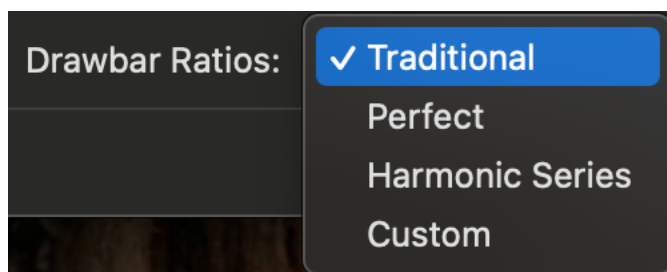 Drawbar Ratios:
✓ Traditional
Perfect
Harmonic Series
Custom